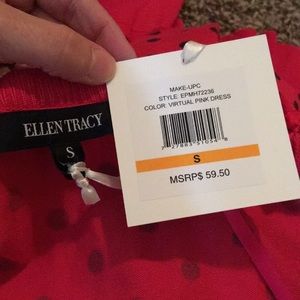 ELLEN TRACY
S
MAKE-UPC
STYLE: EPMH72236
COLOR: VIRTUAL PINK DRESS
S
MSRP$ 59.50